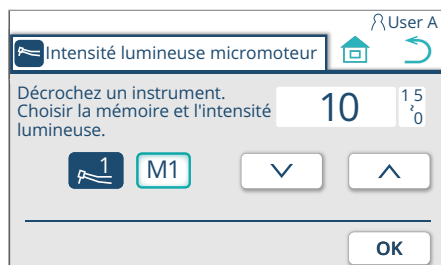 User A
Intensité lumineuse micromoteur
Décrochez un instrument.
Choisir la mémoire et l'intensité
lumineuse.
10
1 5
~
0
1
M1
OK